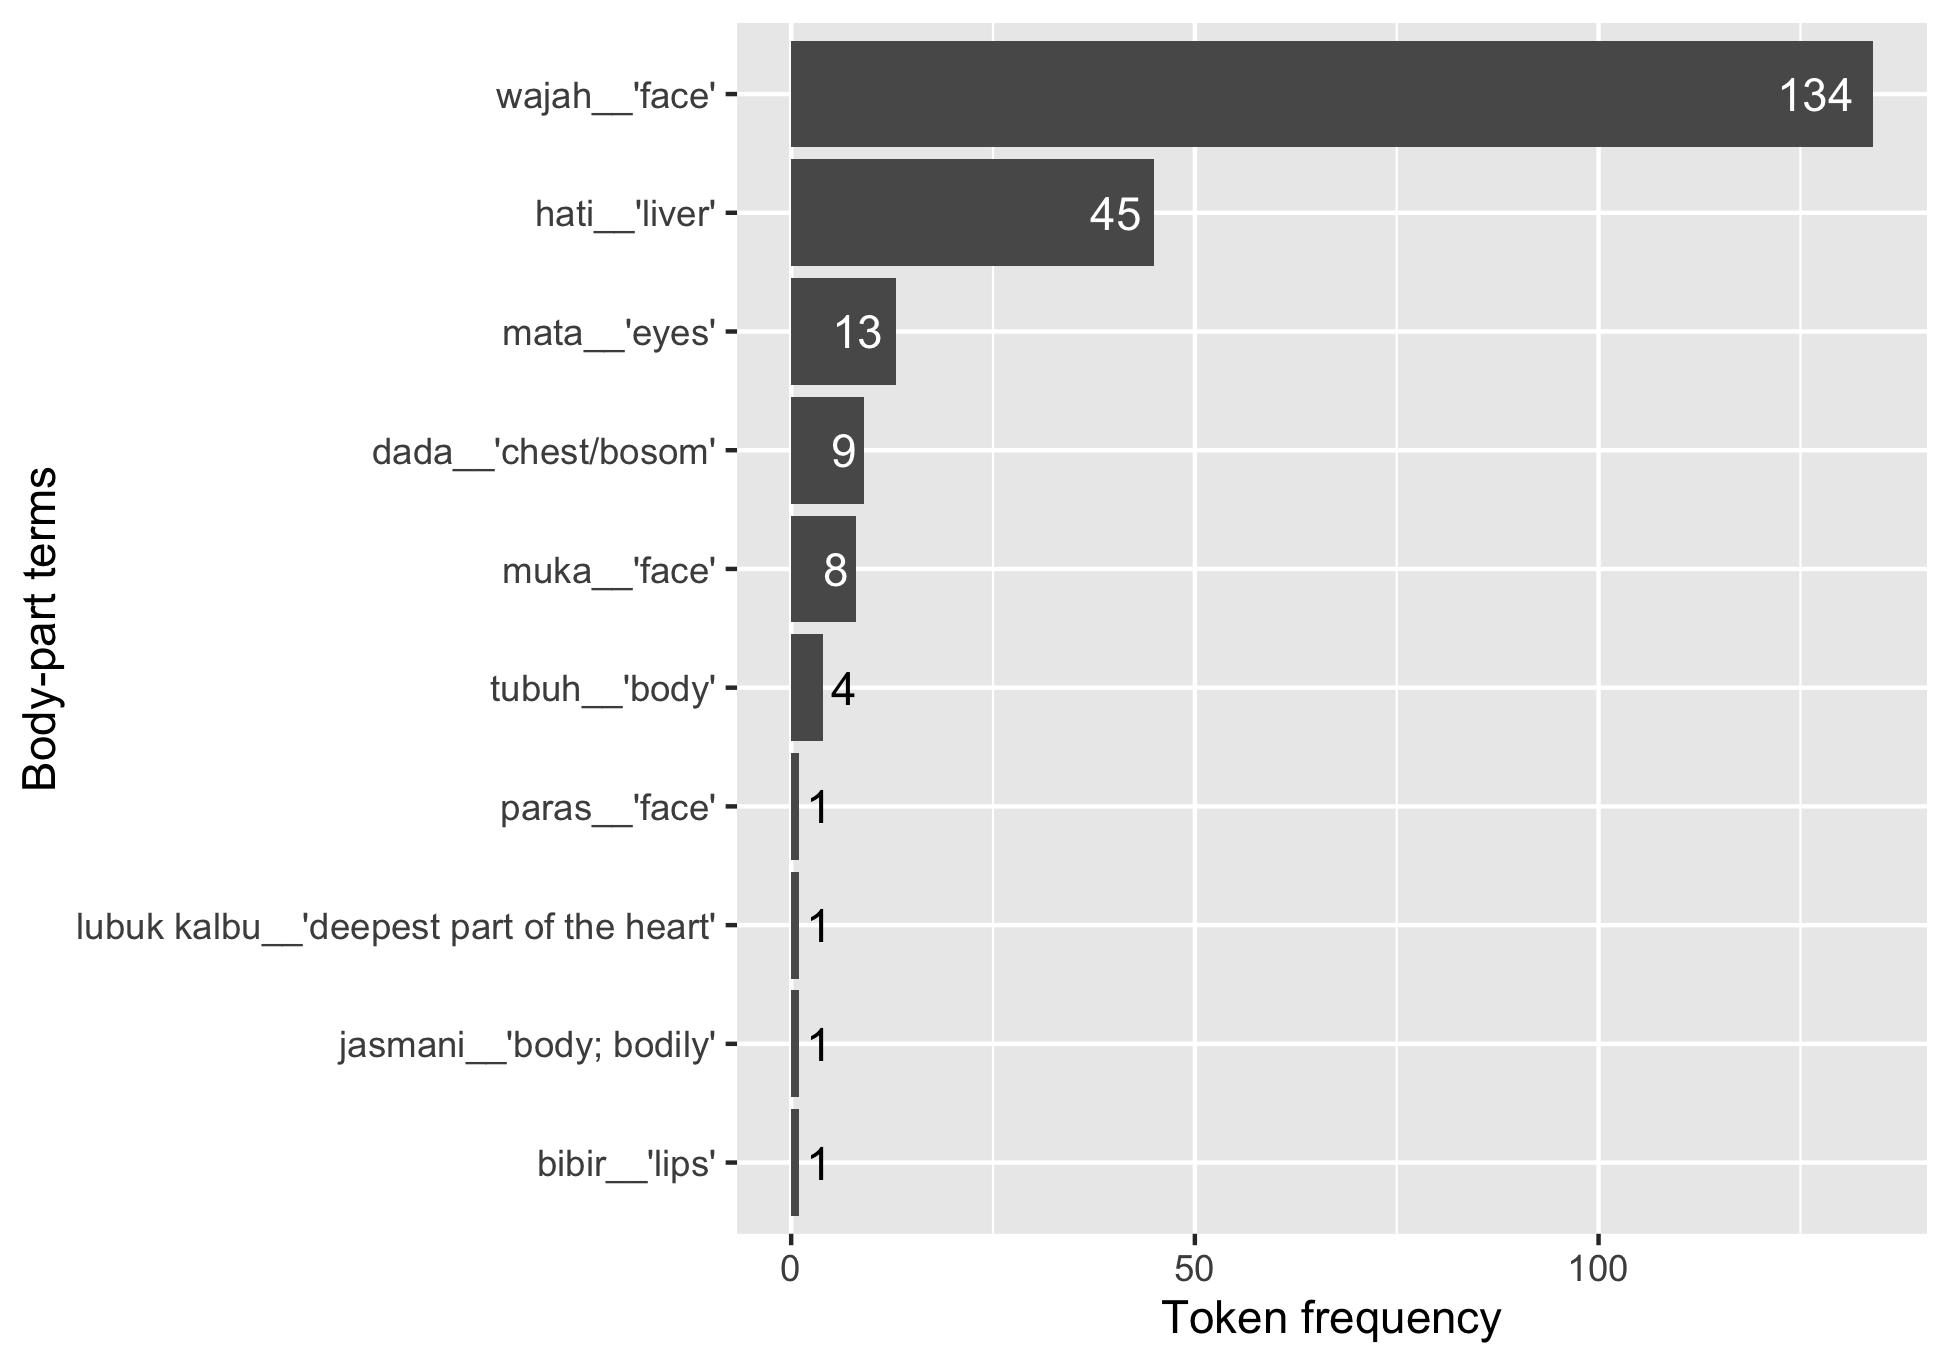 Body-part terms
wajah__'face' 134
hati__'liver' 45
mata__'eyes' 13
dada__'chest/bosom' 9
muka__'face' 8
tubuh__'body' 4
paras__'face' 1
lubuk kalbu__'deepest part of the heart' 1
jasmani__'body; bodily' 1
bibir__'lips' 1
0 50 100
Token frequency